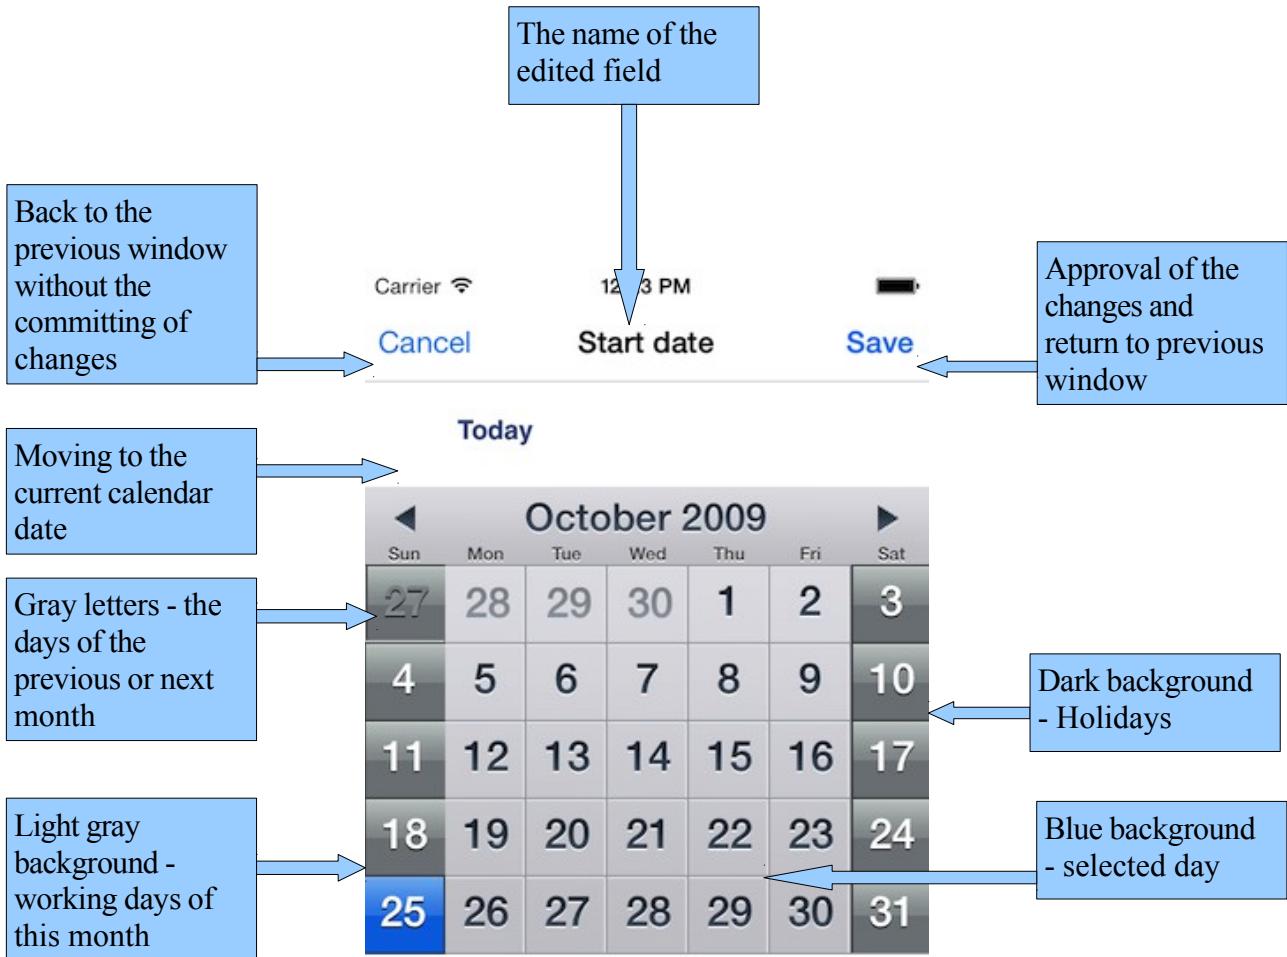 The name of the
edited field
Back to the
previous window
without the
committing of
changes
Carrier
3 PM
Cancel
Start date
Save
Approval of the
changes and
return to previous
window
Today
Moving to the
current calendar
date
October 2009
Sun Mon Tue Wed Thu Fri Sat
27 28 29 30 1 2 3
Gray letters - the
days of the
previous or next
month
4 5 6 7 8 9 10
Dark background
- Holidays
11 12 13 14 15 16 17
Light gray
background -
working days of
this month
18 19 20 21 22 23 24
Blue background
- selected day
25 26 27 28 29 30 31